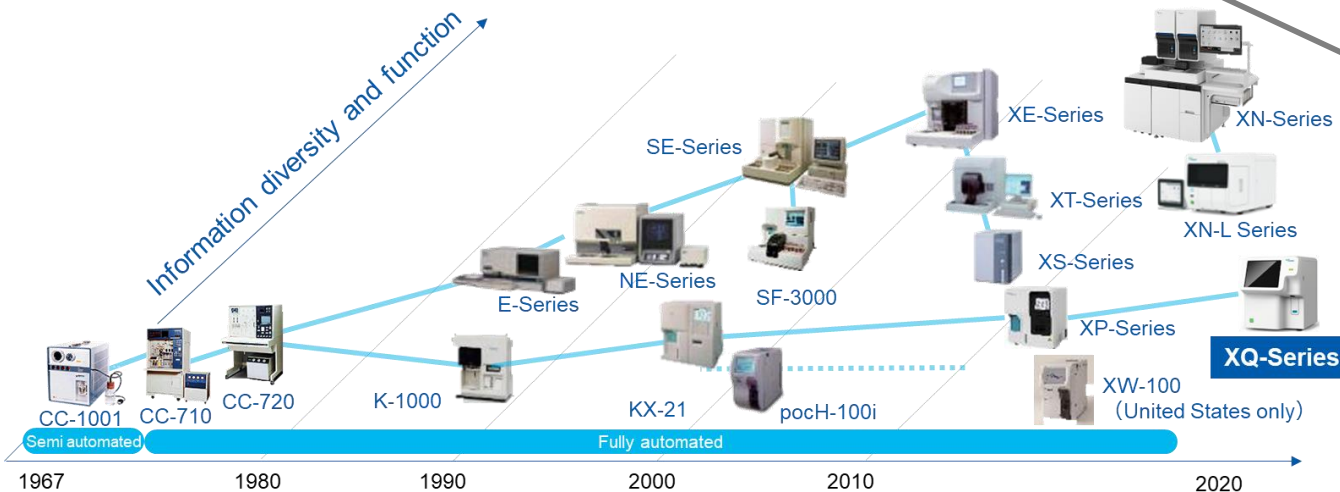 Information diversity and function
XE-Series
XN-Series
SE-Series
XT-Series
XN-L Series
E-Series
NE-Series
SF-3000
XS-Series
XP-Series
XQ-Series
CC-1001
CC-710
CC-720
K-1000
KX-21
pocH-100i
XW-100
（United States only）
Semi automated
Fully automated
1967
1980
1990
2000
2010
2020